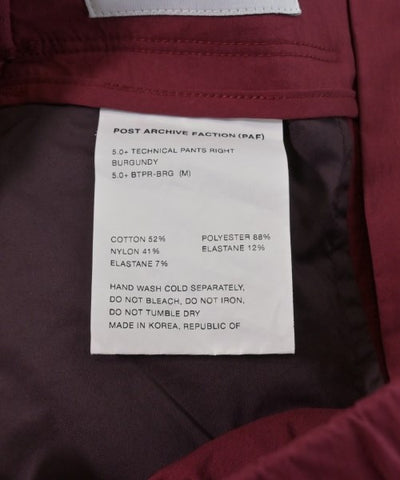 POST ARCHIVE FACTION (PAF)
5.0+ TECHNICAL PANTS RIGHT
BURGUNDY
5.0+ BTPR-BRG (M)
COTTON 52% POLYESTER 88%
NYLON 41% ELASTANE 12%
ELASTANE 7%
HAND WASH COLD SEPARATELY,
DO NOT BLEACH, DO NOT IRON,
DO NOT TUMBLE DRY
MADE IN KOREA, REPUBLIC OF